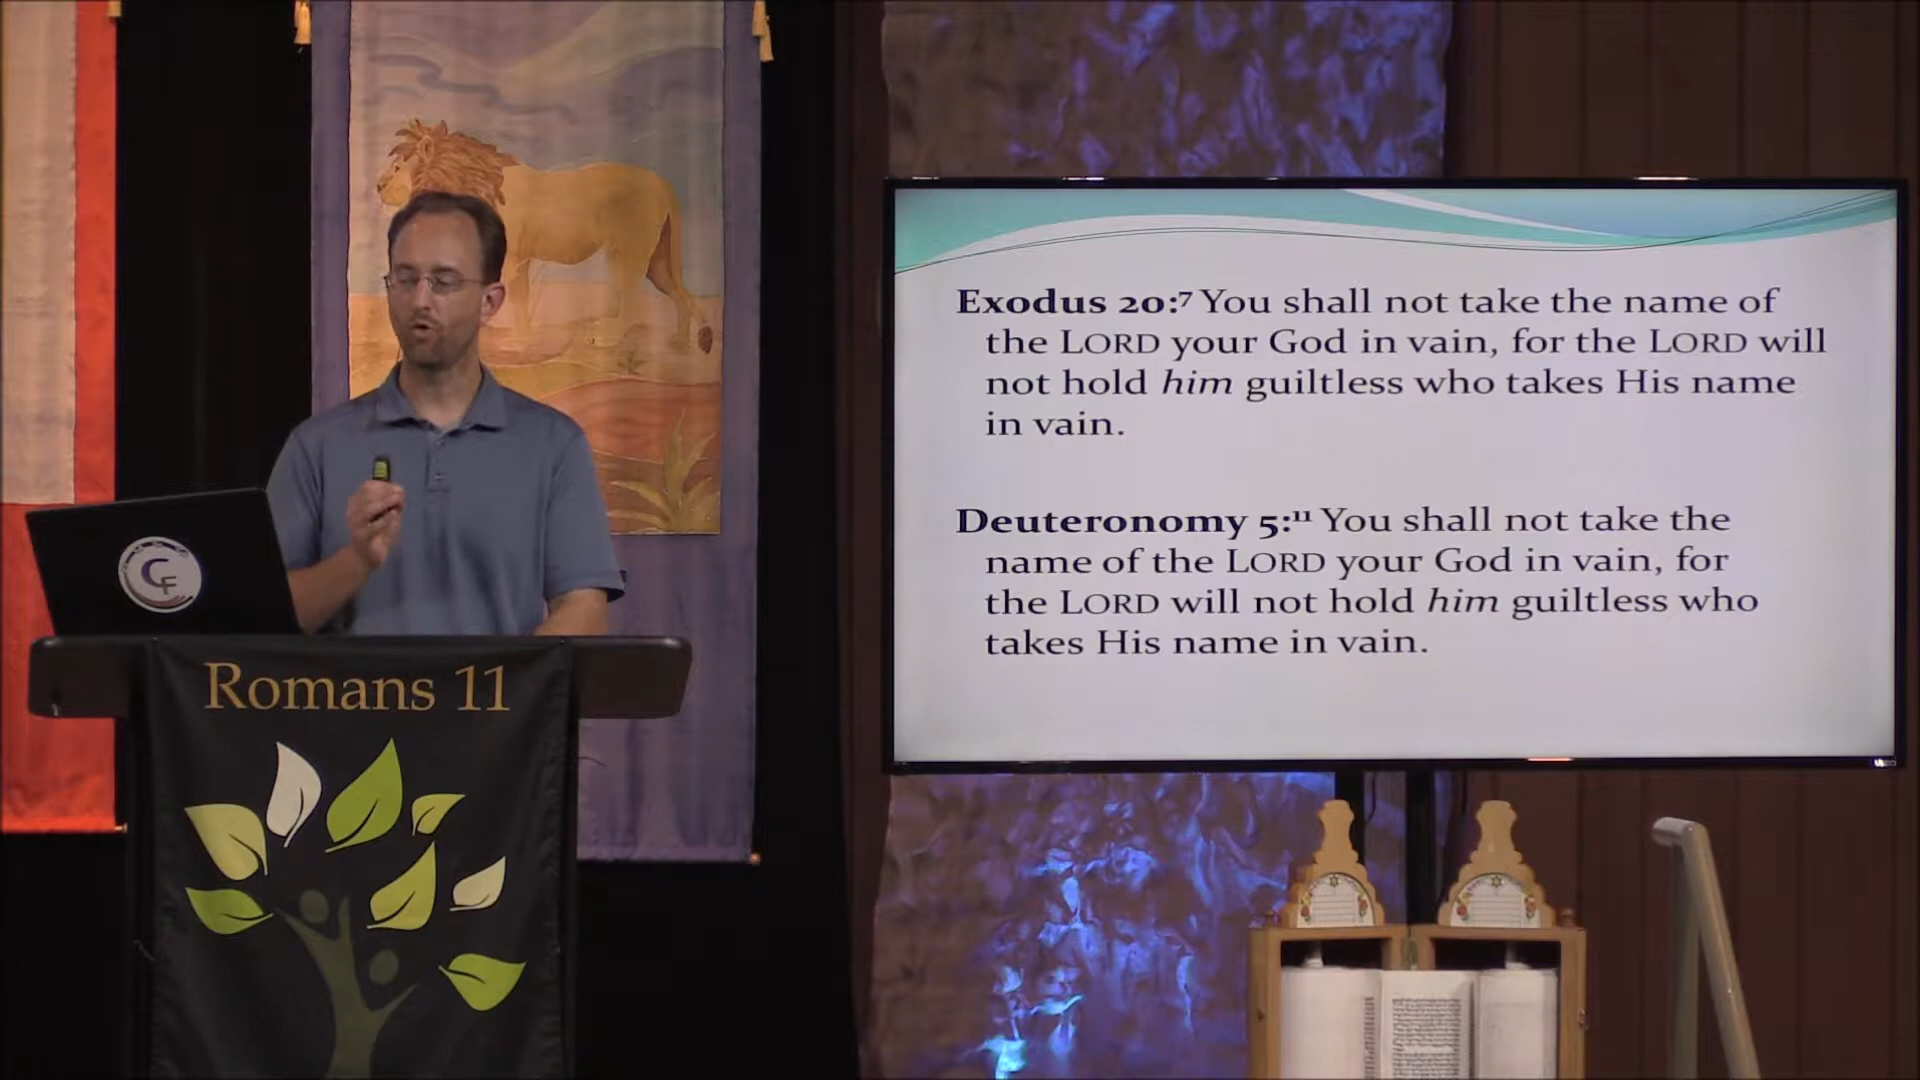 Exodus 20:⁷ You shall not take the name of
the LORD your God in vain, for the LORD will
not hold him guiltless who takes His name
in vain.
Deuteronomy 5:¹¹ You shall not take the
name of the LORD your God in vain, for
the LORD will not hold him guiltless who
takes His name in vain.
CF
Romans 11